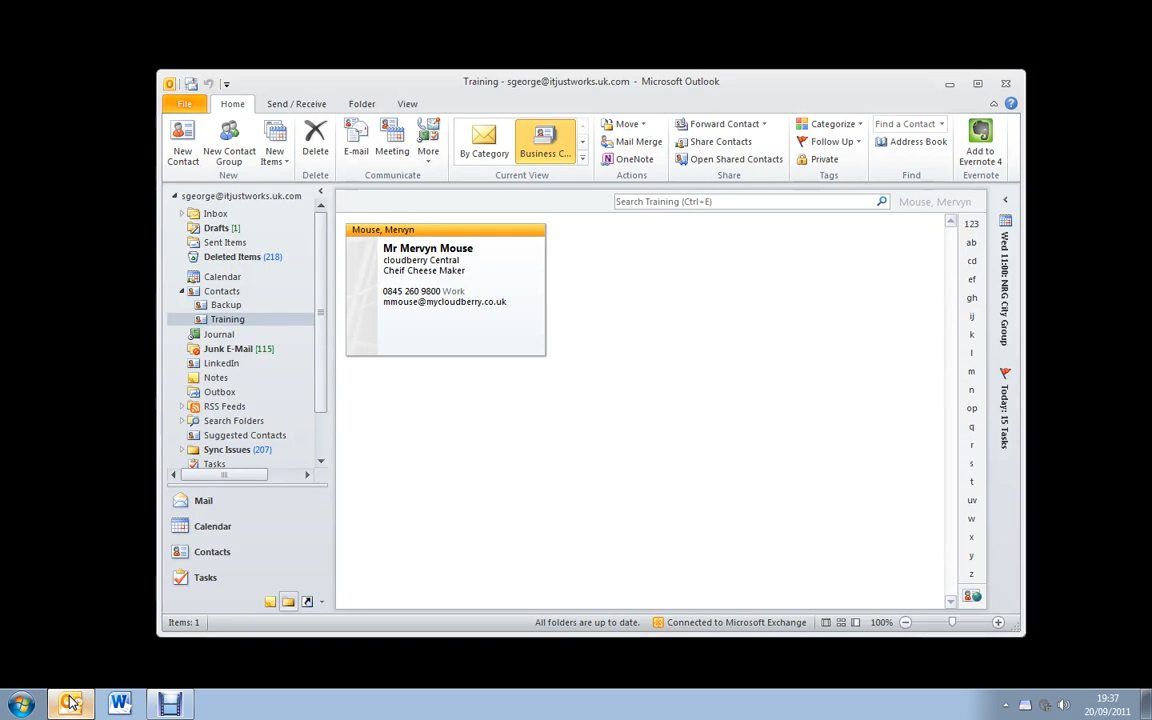 Training - sgeorge@itjustworks.uk.com - Microsoft Outlook
File Home Send / Receive Folder View
New Contact
New Contact Group
New Items
Delete
E-mail
Meeting
More
By Category
Business C...
Move
Mail Merge
OneNote
Forward Contact
Share Contacts
Open Shared Contacts
Categorize
Follow Up
Private
Find a Contact
Address Book
Add to Evernote 4
New Delete Communicate Current View Actions Share Tags Find Evernote
sgeorge@itjustworks.uk.com
Inbox
Drafts [1]
Sent Items
Deleted Items (218)
Calendar
Contacts
Backup
Training
Journal
Junk E-Mail [115]
LinkedIn
Notes
Outbox
RSS Feeds
Search Folders
Suggested Contacts
Sync Issues (207)
Tasks
Mail
Calendar
Contacts
Tasks
Search Training (Ctrl+E)
Mouse, Mervyn
Mouse, Mervyn
Mr Mervyn Mouse
cloudberry Central
Cheif Cheese Maker
0845 260 9800 Work
mmouse@mycloudberry.co.uk
123
ab
cd
ef
gh
ij
k
l
m
n
op
q
r
s
t
uv
w
x
y
z
Wed 11:00: NRG City Group
Today: 15 Tasks
Items: 1
All folders are up to date.
Connected to Microsoft Exchange
100%
19:37
20/09/2011